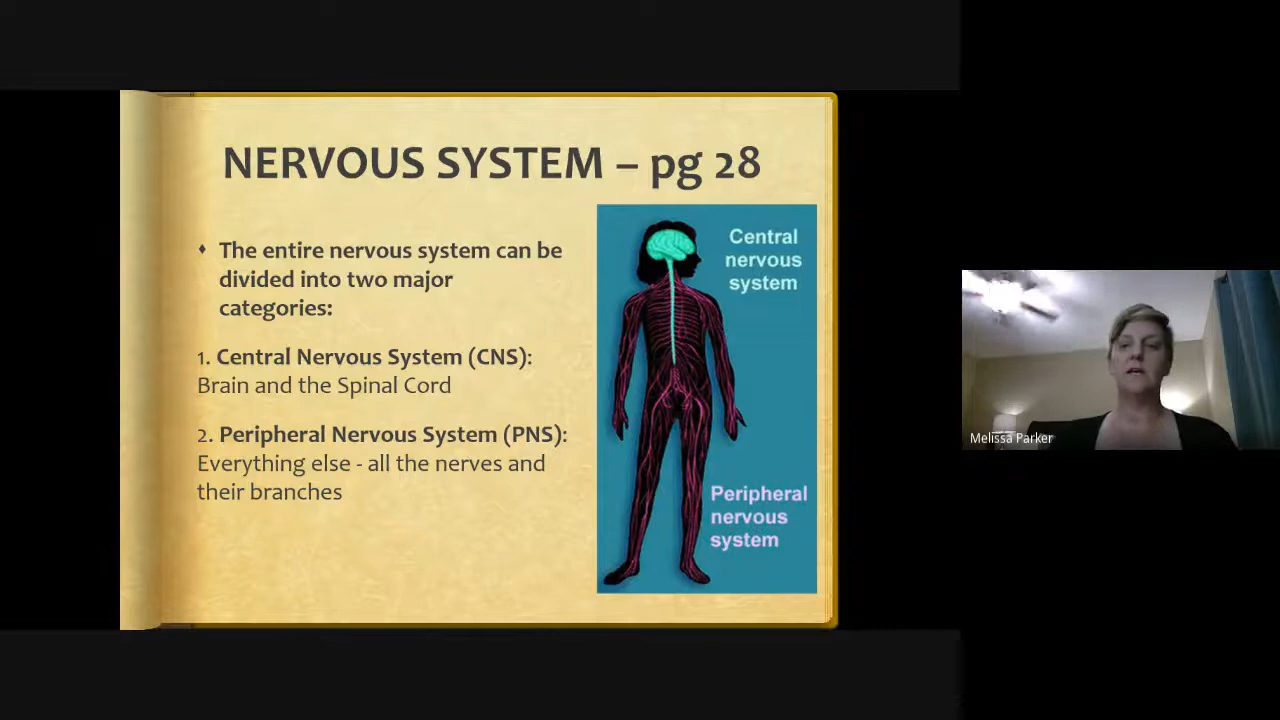 NERVOUS SYSTEM – pg 28
The entire nervous system can be
divided into two major
categories:
1. Central Nervous System (CNS):
Brain and the Spinal Cord
2. Peripheral Nervous System (PNS):
Everything else - all the nerves and
their branches
Central
nervous
system
Peripheral
nervous
system
Melissa Parker